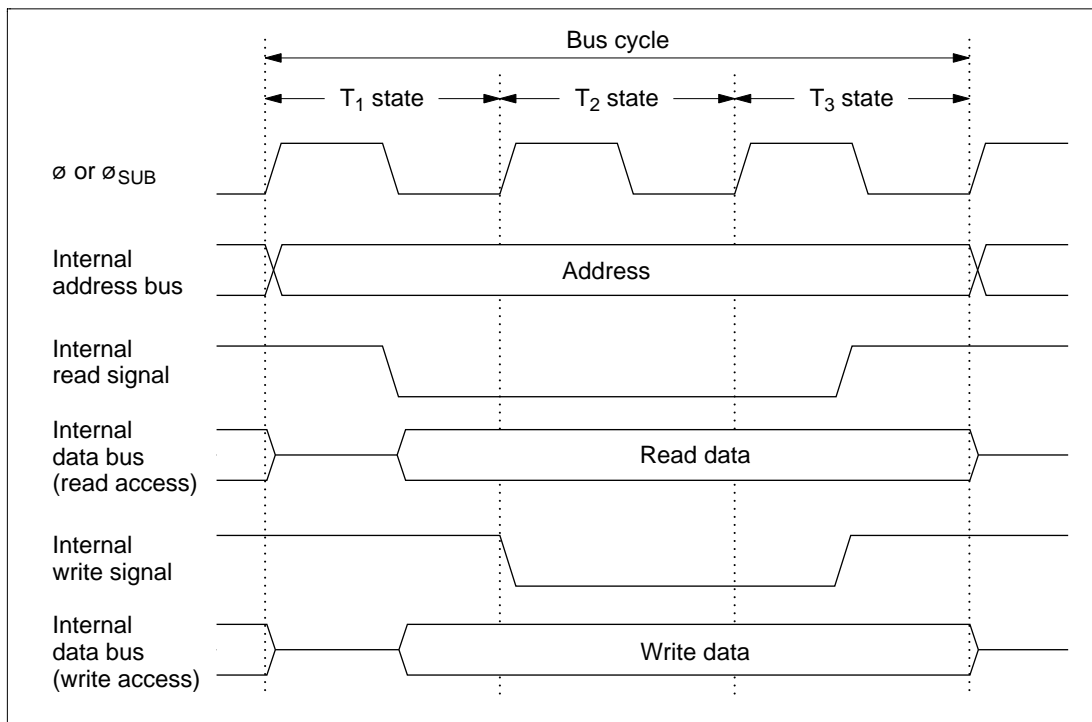 Bus cycle
T₁ state
T₂ state
T₃ state
ø or ø_SUB
Internal
address bus
Address
Internal
read signal
Internal
data bus
(read access)
Read data
Internal
write signal
Internal
data bus
(write access)
Write data